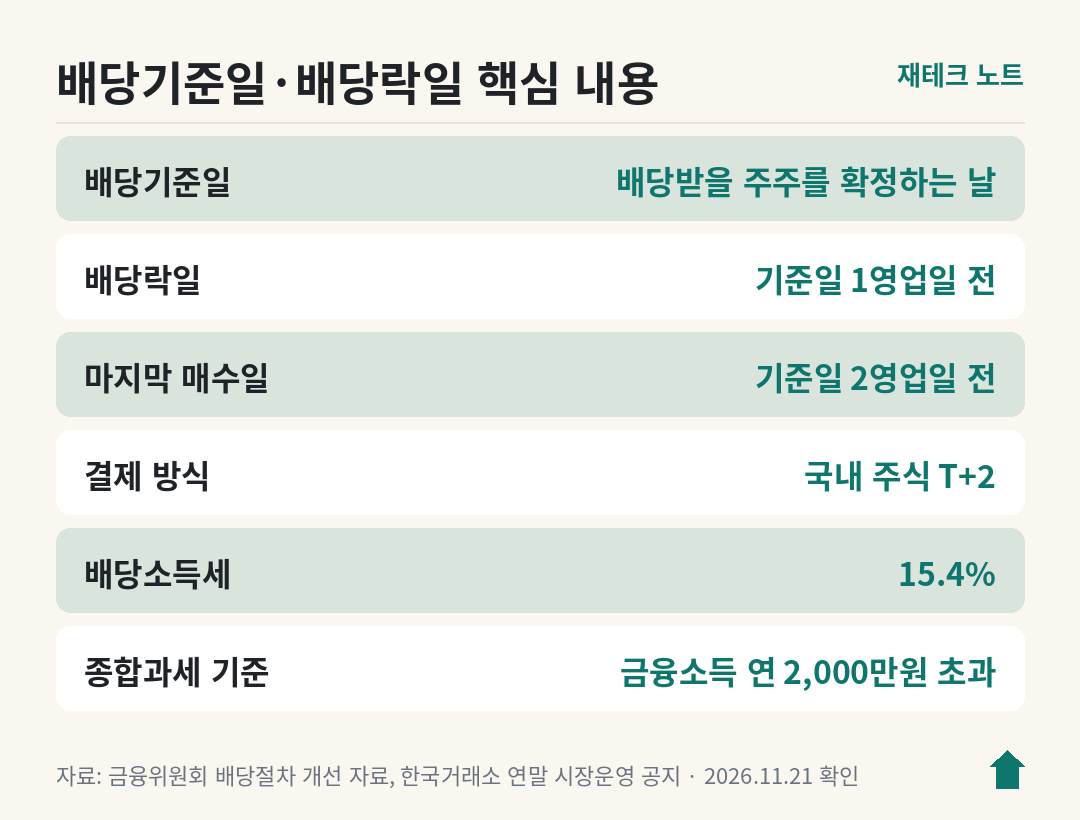 배당기준일·배당락일 핵심 내용
재테크 노트
배당기준일 배당받을 주주를 확정하는 날
배당락일 기준일 1영업일 전
마지막 매수일 기준일 2영업일 전
결제 방식 국내 주식 T+2
배당소득세 15.4%
종합과세 기준 금융소득 연 2,000만원 초과
자료: 금융위원회 배당절차 개선 자료, 한국거래소 연말 시장운영 공지 · 2026.11.21 확인